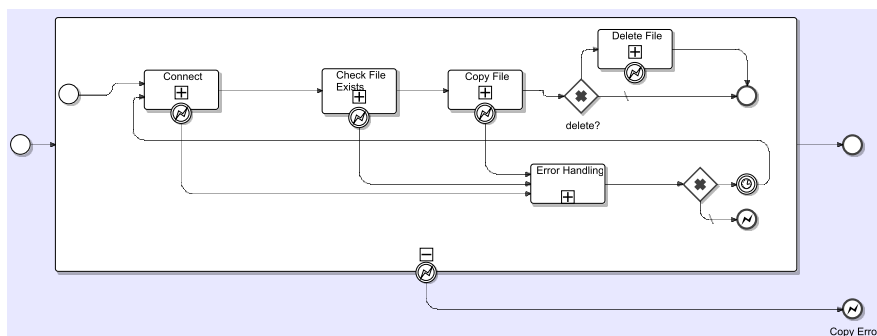 Delete File
Connect
Check File
Exists
Copy File
delete?
Error Handling
Copy Erro